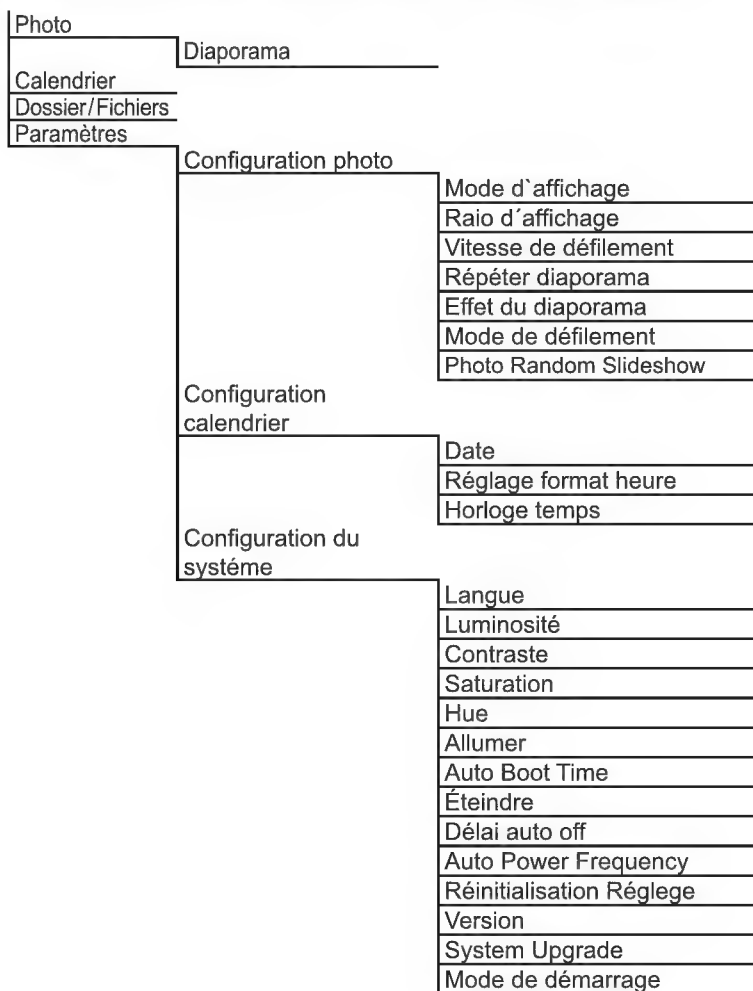 Photo
Diaporama
Calendrier
Dossier/Fichiers
Paramètres
Configuration photo
Mode d`affichage
Raio d´affichage
Vitesse de défilement
Répéter diaporama
Effet du diaporama
Mode de défilement
Photo Random Slideshow
Configuration
calendrier
Date
Réglage format heure
Horloge temps
Configuration du
systéme
Langue
Luminosité
Contraste
Saturation
Hue
Allumer
Auto Boot Time
Éteindre
Délai auto off
Auto Power Frequency
Réinitialisation Réglege
Version
System Upgrade
Mode de démarrage